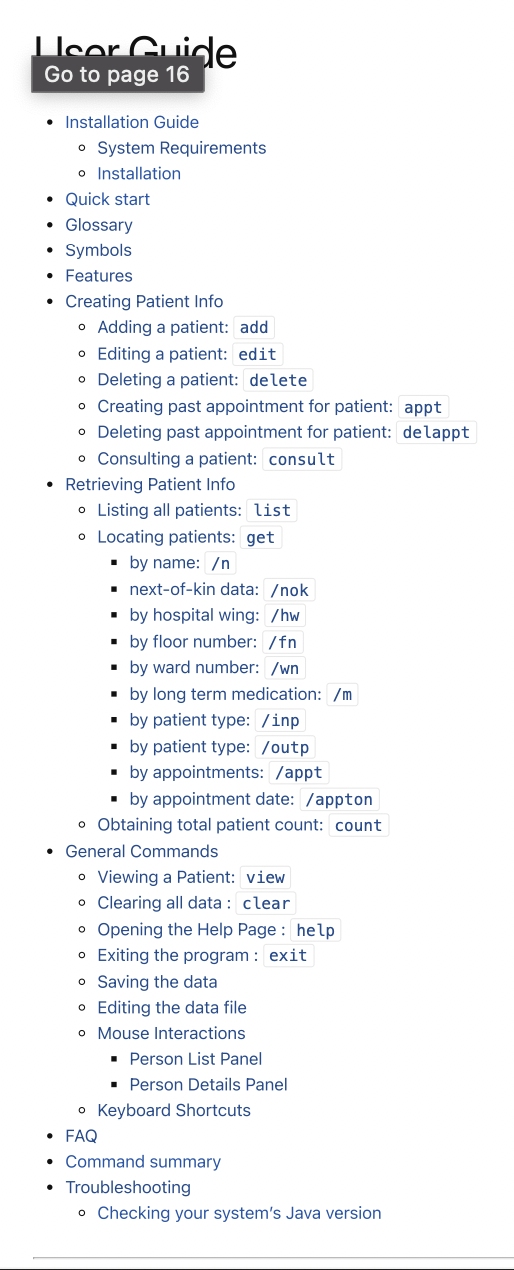 User Guide
Go to page 16
Installation Guide
System Requirements
Installation
Quick start
Glossary
Symbols
Features
Creating Patient Info
Adding a patient: add
Editing a patient: edit
Deleting a patient: delete
Creating past appointment for patient: appt
Deleting past appointment for patient: delappt
Consulting a patient: consult
Retrieving Patient Info
Listing all patients: list
Locating patients: get
by name: /n
next-of-kin data: /nok
by hospital wing: /hw
by floor number: /fn
by ward number: /wn
by long term medication: /m
by patient type: /inp
by patient type: /outp
by appointments: /appt
by appointment date: /appton
Obtaining total patient count: count
General Commands
Viewing a Patient: view
Clearing all data : clear
Opening the Help Page : help
Exiting the program : exit
Saving the data
Editing the data file
Mouse Interactions
Person List Panel
Person Details Panel
Keyboard Shortcuts
FAQ
Command summary
Troubleshooting
Checking your system’s Java version